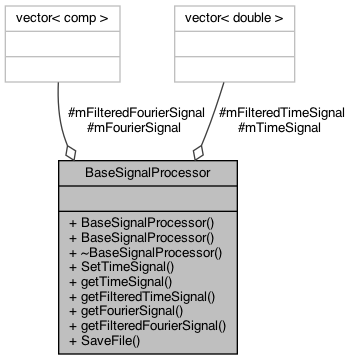 vector< comp >
vector< double >
#mFilteredFourierSignal
#mFourierSignal
#mFilteredTimeSignal
#mTimeSignal
BaseSignalProcessor
+ BaseSignalProcessor()
+ BaseSignalProcessor()
+ ~BaseSignalProcessor()
+ SetTimeSignal()
+ getTimeSignal()
+ getFilteredTimeSignal()
+ getFourierSignal()
+ getFilteredFourierSignal()
+ SaveFile()